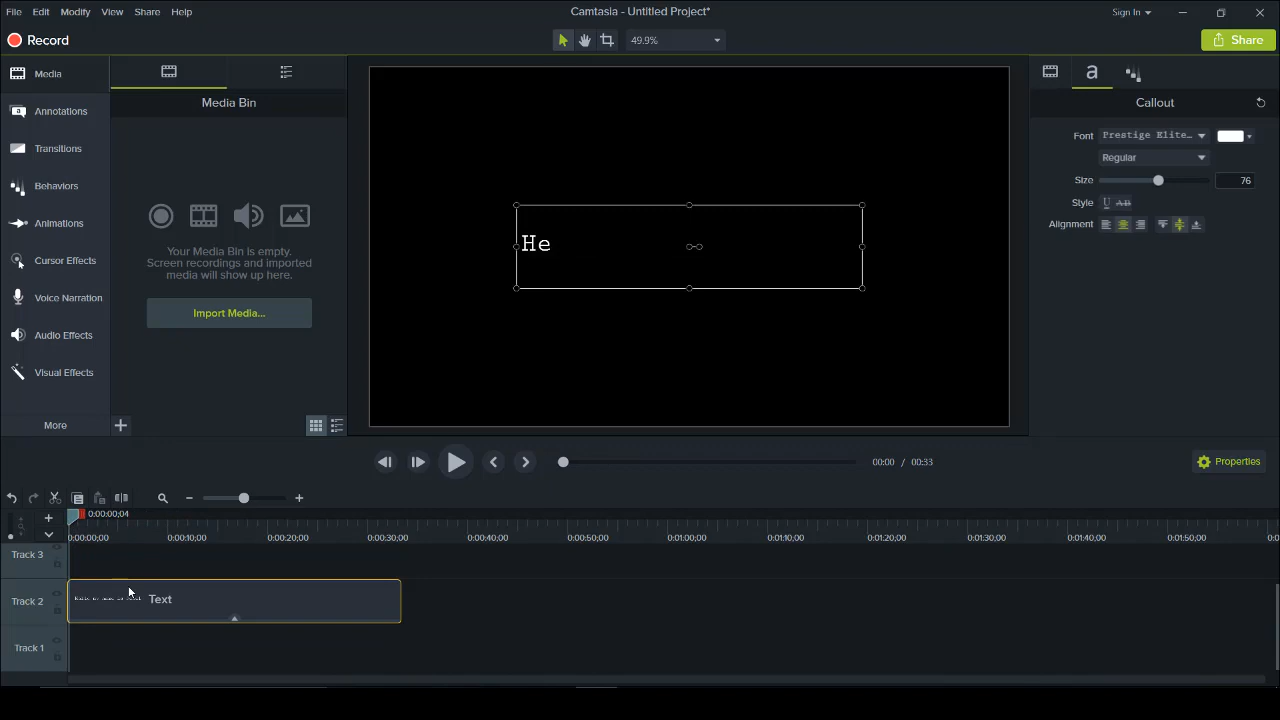 File Edit Modify View Share Help
Camtasia - Untitled Project*
Sign In
Record
49.9%
Share
Media
Annotations
Transitions
Behaviors
Animations
Cursor Effects
Voice Narration
Audio Effects
Visual Effects
More
Media Bin
Your Media Bin is empty.
Screen recordings and imported
media will show up here.
Import Media...
He
a
Callout
Font Prestige Elite...
Regular
Size 76
Style U AB
Alignment
00:00 / 00:33
Properties
0:00:00;04
0:00:00;00 0:00:10;00 0:00:20;00 0:00:30;00 0:00:40;00 0:00:50;00 0:01:00;00 0:01:10;00 0:01:20;00 0:01:30;00 0:01:40;00 0:01:50;00
Track 3
Track 2
Text
Track 1